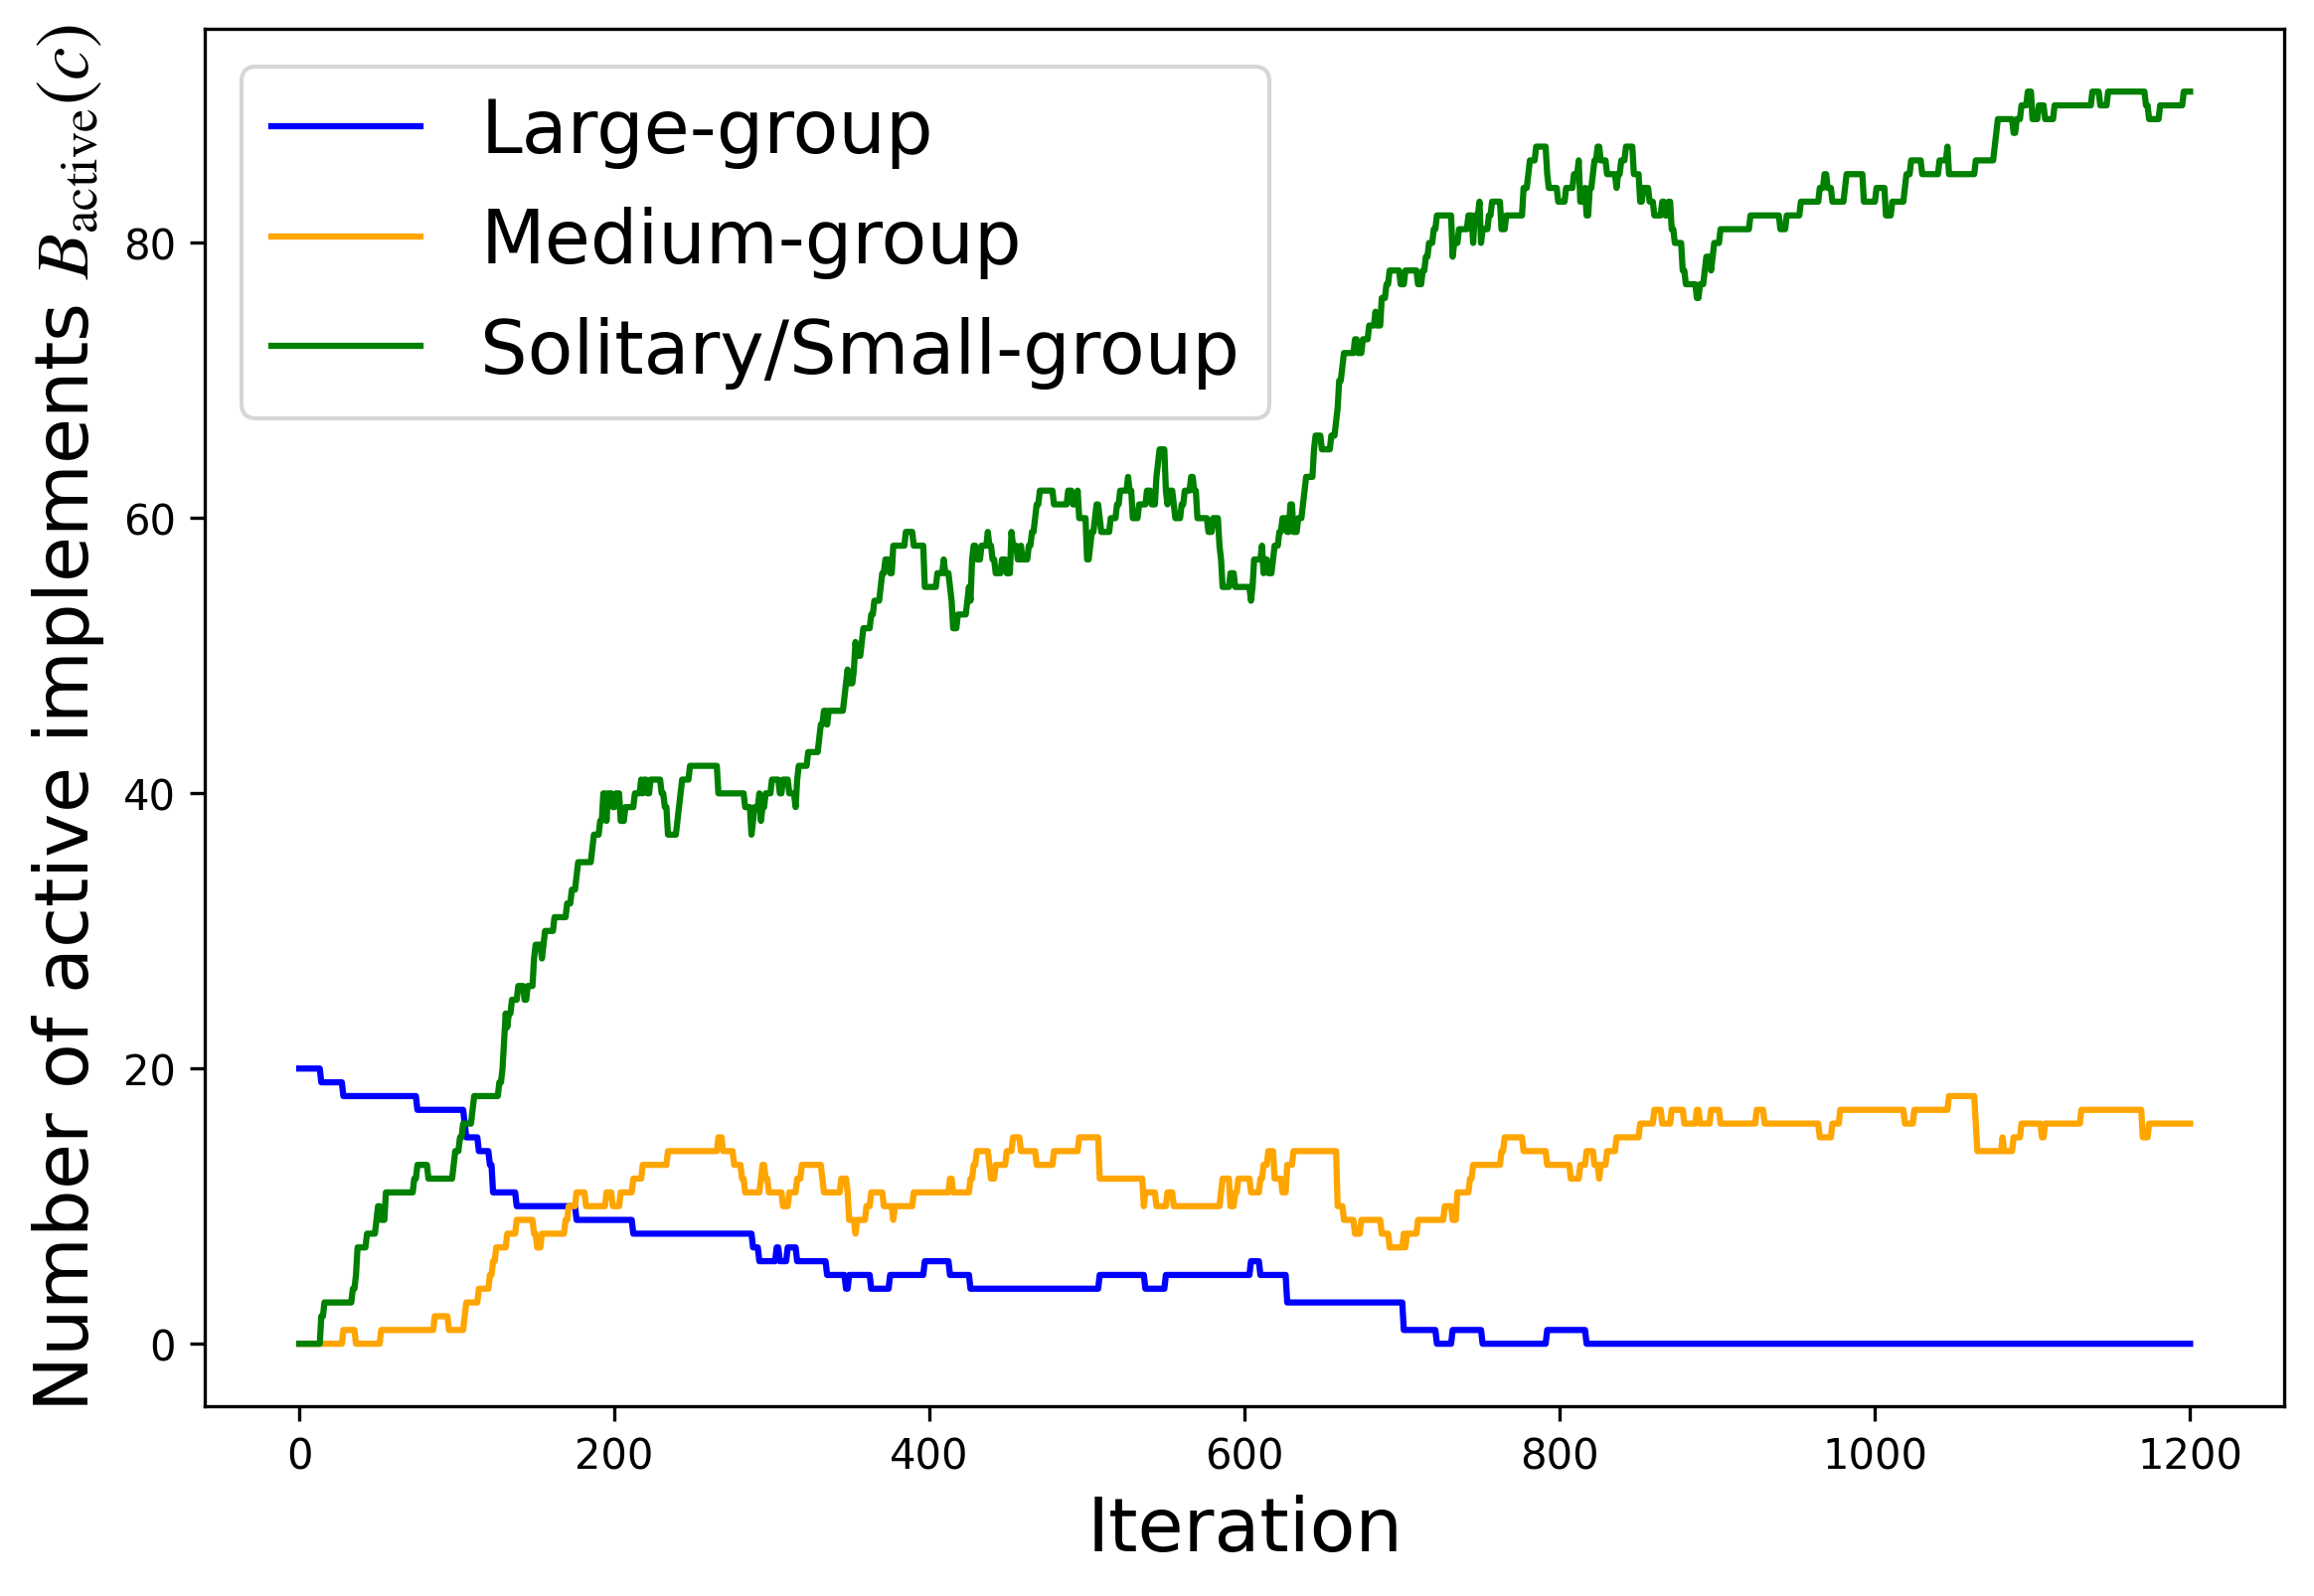 Number of active implements B_active(c)
Large-group
Medium-group
Solitary/Small-group
80
60
40
20
0
0 200 400 600 800 1000 1200
Iteration